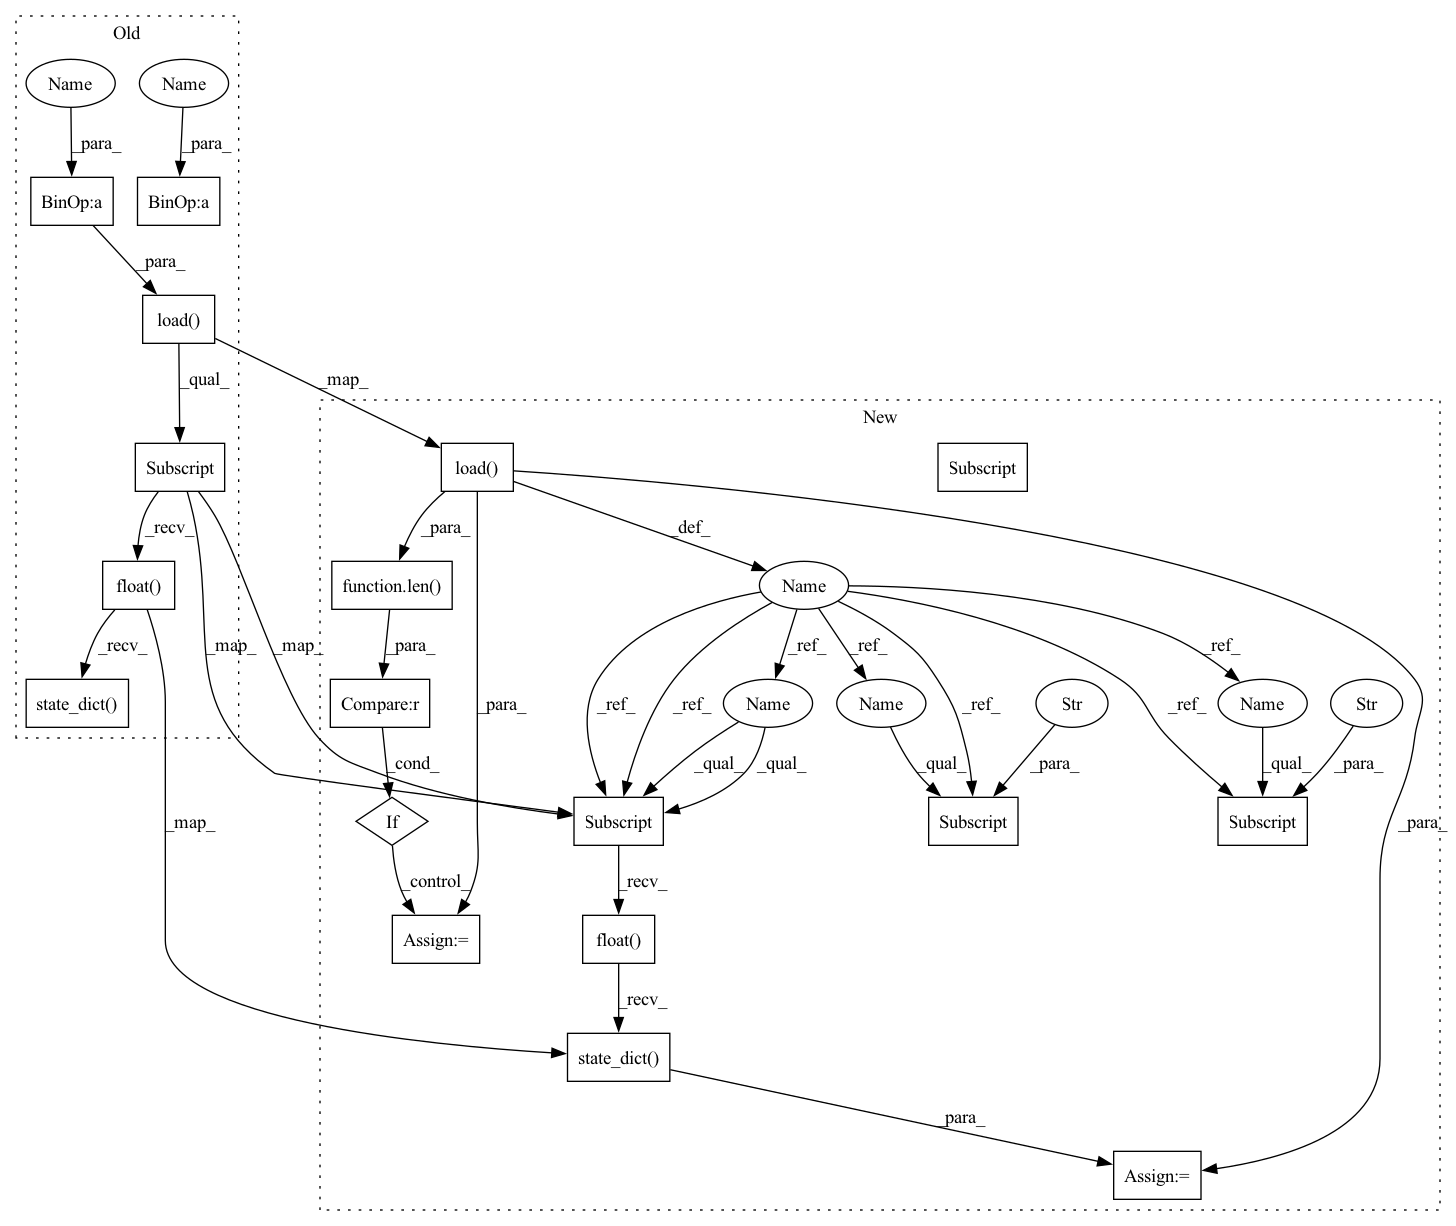 Old
Name
Name
_para_
_para_
BinOp:a
BinOp:a
_para_
load()
_qual_
_map_
New
Subscript
load()
Subscript
_recv_
_para_
_def_
float()
function.len()
Name
_recv_
_map_
_map_
_para_
_para_
_ref_
_ref_
_ref_
_ref_
_ref_
_ref_
_ref_
state_dict()
Compare:r
Name
Name
Str
Name
Str
_cond_
_qual_
_qual_
_qual_
_para_
_qual_
_para_
_map_
If
Subscript
Subscript
Subscript
_para_
_control_
_recv_
Assign:=
float()
_recv_
state_dict()
_para_
Assign:=